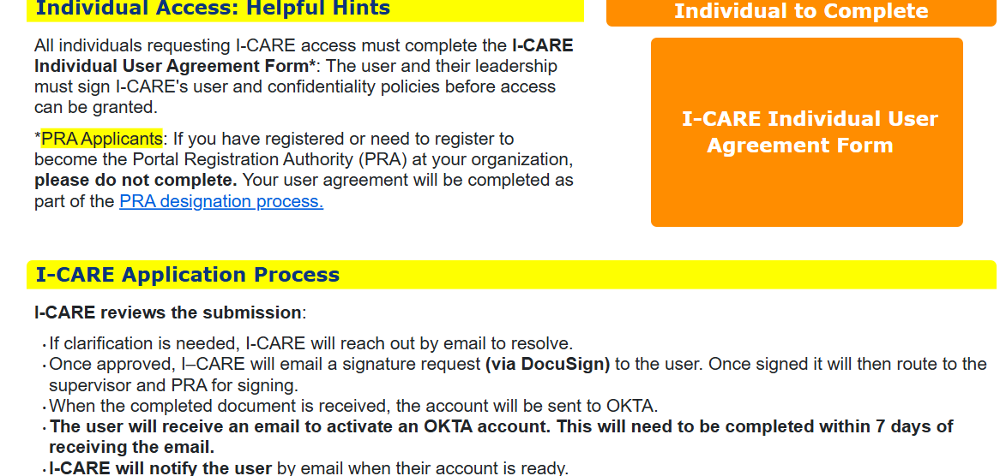 Individual Access: Helpful Hints
Individual to Complete
All individuals requesting I-CARE access must complete the I-CARE
Individual User Agreement Form*: The user and their leadership
must sign I-CARE's user and confidentiality policies before access
can be granted.
*PRA Applicants: If you have registered or need to register to
become the Portal Registration Authority (PRA) at your organization,
please do not complete. Your user agreement will be completed as
part of the PRA designation process.
I-CARE Individual User
Agreement Form
I-CARE Application Process
I-CARE reviews the submission:
· If clarification is needed, I-CARE will reach out by email to resolve.
· Once approved, I–CARE will email a signature request (via DocuSign) to the user. Once signed it will then route to the
supervisor and PRA for signing.
· When the completed document is received, the account will be sent to OKTA.
· The user will receive an email to activate an OKTA account. This will need to be completed within 7 days of
receiving the email.
· I-CARE will notify the user by email when their account is ready.